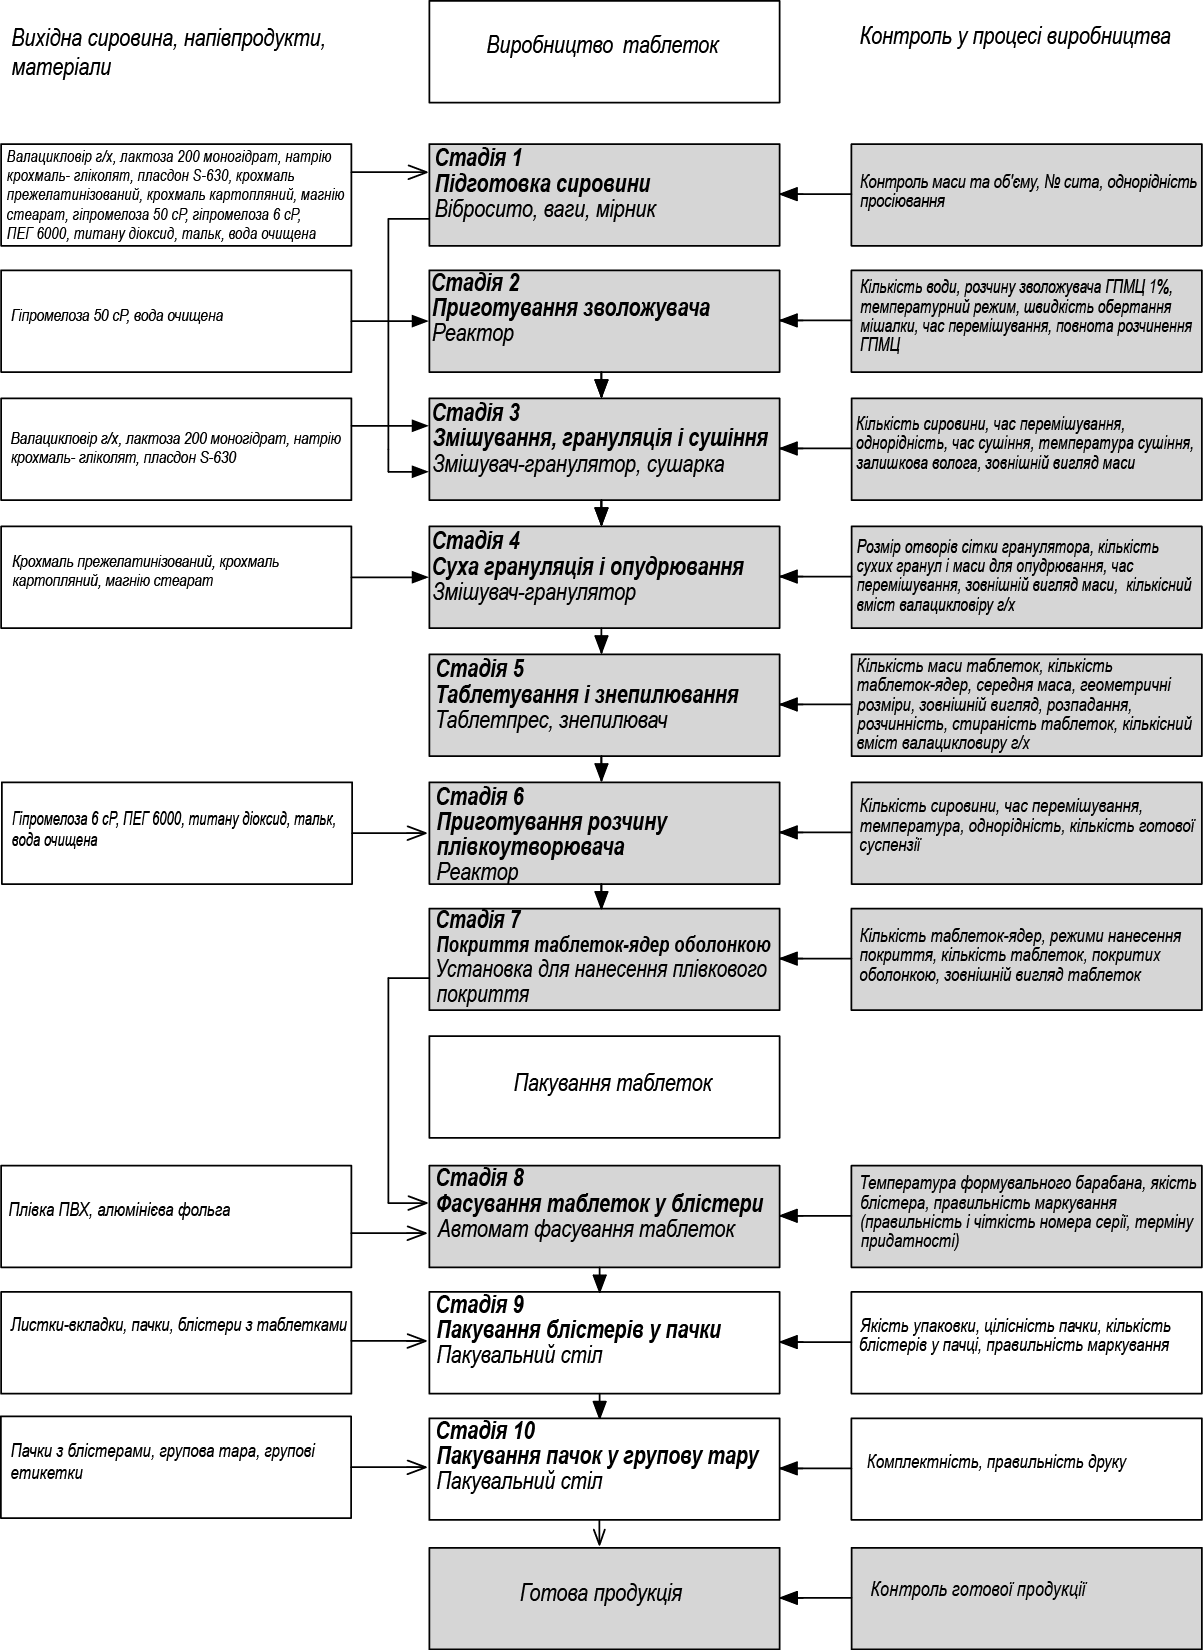 Вихідна сировина, напівпродукти,
матеріали
Виробництво таблеток
Контроль у процесі виробництва
Валацикловір г/х, лактоза 200 моногідрат, натрію
крохмаль- гліколят, пласдон S-630, крохмаль
прежелатинізований, крохмаль картопляний, магнію
стеарат, гіпромелоза 50 cP, гіпромелоза 6 cP,
ПЕГ 6000, титану діоксид, тальк, вода очищена
Стадія 1
Підготовка сировини
Вібросито, ваги, мірник
Контроль маси та об'єму, № сита, однорідність
просіювання
Гіпромелоза 50 cP, вода очищена
Стадія 2
Приготування зволожувача
Реактор
Кількість води, розчину зволожувача ГПМЦ 1%,
температурний режим, швидкість обертання
мішалки, час перемішування, повнота розчинення
ГПМЦ
Валацикловір г/х, лактоза 200 моногідрат, натрію
крохмаль- гліколят, пласдон S-630
Стадія 3
Змішування, грануляція і сушіння
Змішувач-гранулятор, сушарка
Кількість сировини, час перемішування,
однорідність, час сушіння, температура сушіння,
залишкова волога, зовнішній вигляд маси
Крохмаль прежелатинізований, крохмаль
картопляний, магнію стеарат
Стадія 4
Суха грануляція і опудрювання
Змішувач-гранулятор
Розмір отворів сітки гранулятора, кількість
сухих гранул і маси для опудрювання, час
перемішування, зовнішній вигляд маси, кількісний
вміст валацикловіру г/х
Стадія 5
Таблетування і знепилювання
Таблетпрес, знепилювач
Кількість маси таблеток, кількість
таблеток-ядер, середня маса, геометричні
розміри, зовнішній вигляд, розпадання,
розчинність, стираність таблеток, кількісний
вміст валацикловиру г/х
Гіпромелоза 6 cP, ПЕГ 6000, титану діоксид, тальк,
вода очищена
Стадія 6
Приготування розчину
плівкоутворювача
Реактор
Кількість сировини, час перемішування,
температура, однорідність, кількість готової
суспензії
Стадія 7
Покриття таблеток-ядер оболонкою
Установка для нанесення плівкового
покриття
Кількість таблеток-ядер, режими нанесення
покриття, кількість таблеток, покритих
оболонкою, зовнішній вигляд таблеток
Пакування таблеток
Плівка ПВХ, алюмінієва фольга
Стадія 8
Фасування таблеток у блістери
Автомат фасування таблеток
Температура формувального барабана, якість
блістера, правильність маркування
(правильність і чіткість номера серії, терміну
придатності)
Листки-вкладки, пачки, блістери з таблетками
Стадія 9
Пакування блістерів у пачки
Пакувальний стіл
Якість упаковки, цілісність пачки, кількість
блістерів у пачці, правильність маркування
Пачки з блістерами, групова тара, групові
етикетки
Стадія 10
Пакування пачок у групову тару
Пакувальний стіл
Комплектність, правильність друку
Готова продукція
Контроль готової продукції